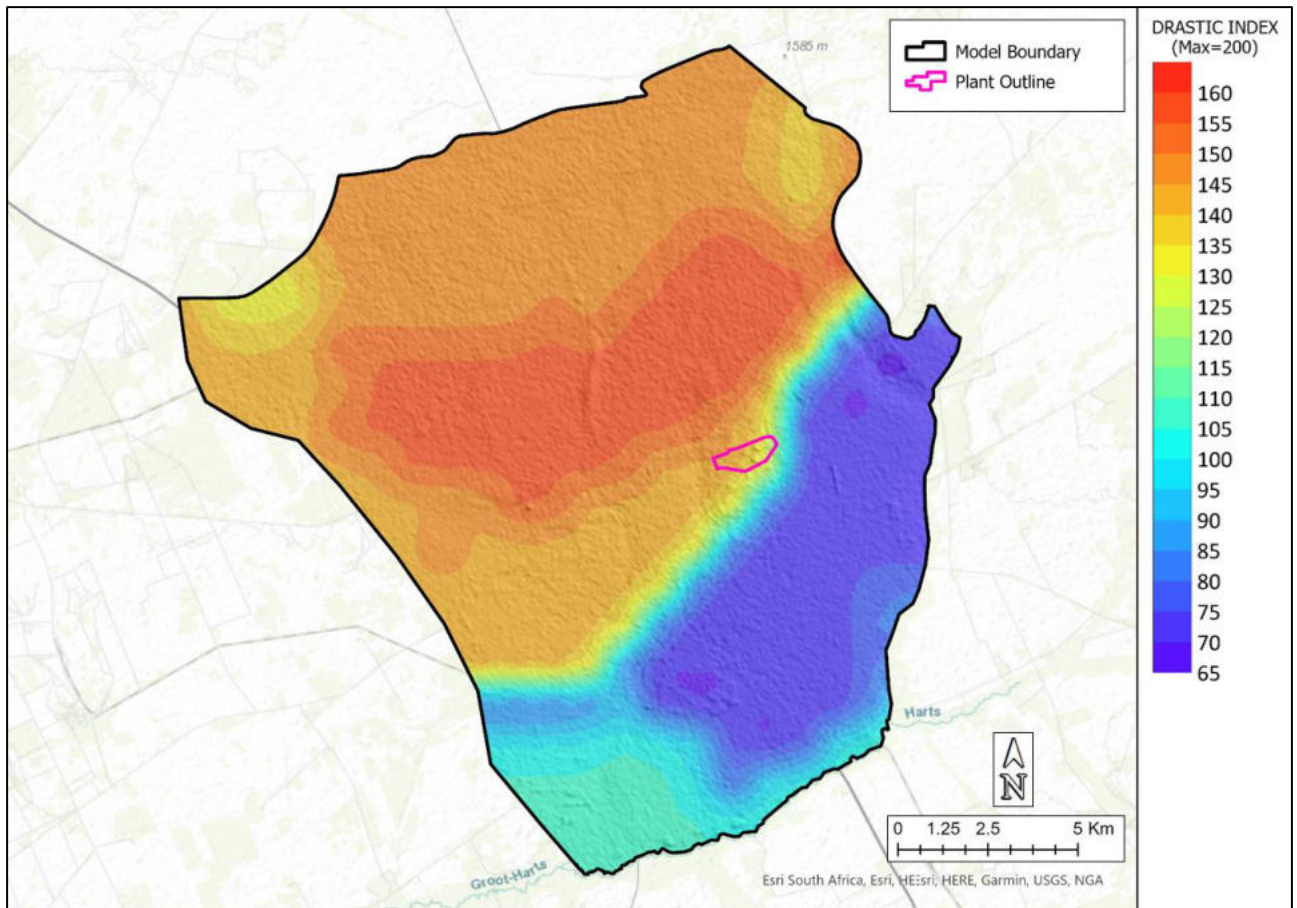 1585 m
Model Boundary
Plant Outline
DRASTIC INDEX
(Max=200)
160
155
150
145
140
135
130
125
120
115
110
105
100
95
90
85
80
75
70
65
Harts
N
0 1.25 2.5 5 Km
Groot-Harts
Esri South Africa, Esri, HEEsri, HERE, Garmin, USGS, NGA